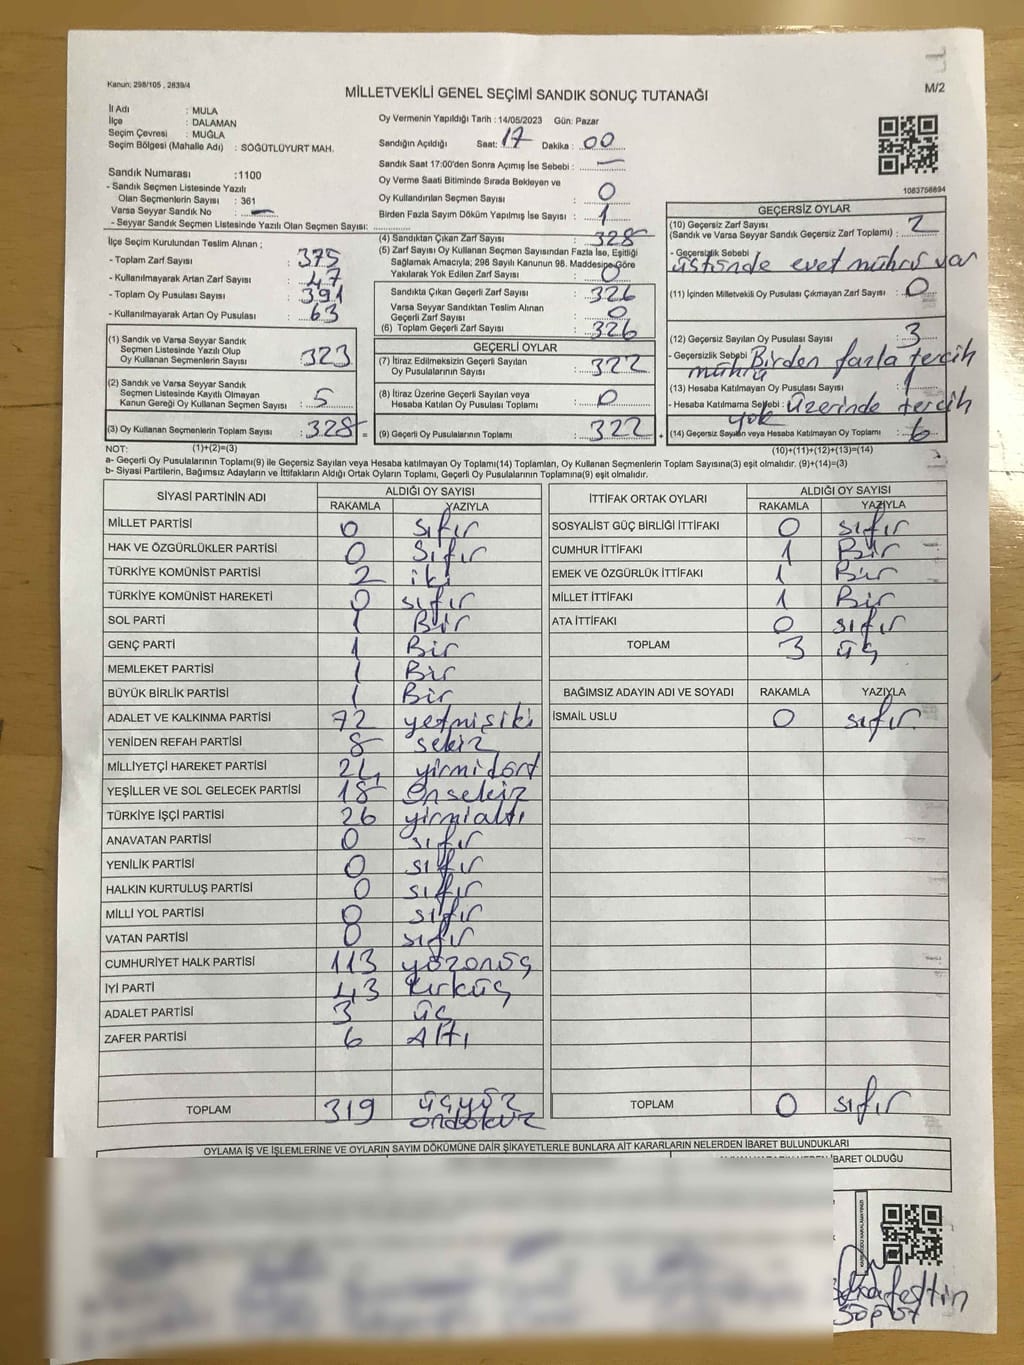 Kanun; 298/105 , 2839/4
M/2
MİLLETVEKİLİ GENEL SEÇİMİ SANDIK SONUÇ TUTANAĞI
İl Adı : MULA
İlçe : DALAMAN
Seçim Çevresi : MUĞLA
Seçim Bölgesi (Mahalle Adı) : SÖĞÜTLÜYURT MAH.
Sandık Numarası :1100
- Sandık Seçmen Listesinde Yazılı
Olan Seçmenlerin Sayısı : 361
Varsa Seyyar Sandık No : —
- Seyyar Sandık Seçmen Listesinde Yazılı Olan Seçmen Sayısı:
İlçe Seçim Kurulundan Teslim Alınan ;
- Toplam Zarf Sayısı : 375
- Kullanılmayarak Artan Zarf Sayısı : 47
- Toplam Oy Pusulası Sayısı : 391
- Kullanılmayarak Artan Oy Pusulası : 63
(1) Sandık ve Varsa Seyyar Sandık
Seçmen Listesinde Yazılı Olup
Oy Kullanan Seçmenlerin Sayısı : 323
(2) Sandık ve Varsa Seyyar Sandık
Seçmen Listesinde Kayıtlı Olmayan
Kanun Gereği Oy Kullanan Seçmen Sayısı : 5
(3) Oy Kullanan Seçmenlerin Toplam Sayısı : 328 =
Oy Vermenin Yapıldığı Tarih : 14/05/2023 Gün: Pazar
Sandığın Açıldığı Saat: 17 Dakika : 00
Sandık Saat 17:00'den Sonra Açımış İse Sebebi : —
Oy Verme Saati Bitiminde Sırada Bekleyen ve
Oy Kullandırılan Seçmen Sayısı : 0
Birden Fazla Sayım Döküm Yapılmış İse Sayısı : 1
(4) Sandıktan Çıkan Zarf Sayısı : 328
(5) Zarf Sayısı Oy Kullanan Seçmen Sayısından Fazla İse, Eşitliği
Sağlamak Amacıyla; 298 Sayılı Kanunun 98. Maddesine Göre
Yakılarak Yok Edilen Zarf Sayısı : 0
Sandıkta Çıkan Geçerli Zarf Sayısı : 326
Varsa Seyyar Sandıktan Teslim Alınan
Geçerli Zarf Sayısı : 0
(6) Toplam Geçerli Zarf Sayısı : 326
GEÇERLİ OYLAR
(7) İtiraz Edilmeksizin Geçerli Sayılan
Oy Pusulalarının Sayısı : 322
(8) İtiraz Üzerine Geçerli Sayılan veya
Hesaba Katılan Oy Pusulası Toplamı : 0
(9) Geçerli Oy Pusulalarının Toplamı : 322 +
1083756894
GEÇERSİZ OYLAR
(10) Geçersiz Zarf Sayısı : 2
(Sandık ve Varsa Seyyar Sandık Geçersiz Zarf Toplamı) :
- Geçersizlik Sebebi
üstünde evet mührü var
(11) İçinden Milletvekili Oy Pusulası Çıkmayan Zarf Sayısı : 0
(12) Geçersiz Sayılan Oy Pusulası Sayısı : 3
- Geçersizlik Sebebi : Birden fazla tercih
mührü
(13) Hesaba Katılmayan Oy Pusulası Sayısı : 1
- Hesaba Katılmama Sebebi : üzerinde tercih
yok
(14) Geçersiz Sayılan veya Hesaba Katılmayan Oy Toplamı : 6
NOT: (1)+(2)=(3) (10)+(11)+(12)+(13)=(14)
a- Geçerli Oy Pusulalarının Toplamı(9) ile Geçersiz Sayılan veya Hesaba katılmayan Oy Toplamı(14) Toplamları, Oy Kullanan Seçmenlerin Toplam Sayısına(3) eşit olmalıdır. (9)+(14)=(3)
b- Siyasi Partilerin, Bağımsız Adayların ve İttifakların Aldığı Ortak Oyların Toplamı, Geçerli Oy Pusulalarının Toplamına(9) eşit olmalıdır.
SİYASİ PARTİNİN ADI ALDIĞI OY SAYISI
RAKAMLA YAZIYLA
MİLLET PARTİSİ 0 sıfır
HAK VE ÖZGÜRLÜKLER PARTİSİ 0 sıfır
TÜRKİYE KOMÜNİST PARTİSİ 2 iki
TÜRKİYE KOMÜNİST HAREKETİ 0 sıfır
SOL PARTİ 1 Bir
GENÇ PARTİ 1 Bir
MEMLEKET PARTİSİ 1 Bir
BÜYÜK BİRLİK PARTİSİ 1 Bir
ADALET VE KALKINMA PARTİSİ 72 yetmişiki
YENİDEN REFAH PARTİSİ 8 sekiz
MİLLİYETÇİ HAREKET PARTİSİ 24 yirmidört
YEŞİLLER VE SOL GELECEK PARTİSİ 18 onsekiz
TÜRKİYE İŞÇİ PARTİSİ 26 yirmialtı
ANAVATAN PARTİSİ 0 sıfır
YENİLİK PARTİSİ 0 sıfır
HALKIN KURTULUŞ PARTİSİ 0 sıfır
MİLLİ YOL PARTİSİ 0 sıfır
VATAN PARTİSİ 0 sıfır
CUMHURİYET HALK PARTİSİ 113 yüzonüç
İYİ PARTİ 43 kırküç
ADALET PARTİSİ 3 üç
ZAFER PARTİSİ 6 Altı
TOPLAM 319 üçyüz
ondokuz
İTTİFAK ORTAK OYLARI ALDIĞI OY SAYISI
RAKAMLA YAZIYLA
SOSYALİST GÜÇ BİRLİĞİ İTTİFAKI 0 sıfır
CUMHUR İTTİFAKI 1 Bir
EMEK VE ÖZGÜRLÜK İTTİFAKI 1 Bir
MİLLET İTTİFAKI 1 Bir
ATA İTTİFAKI 0 sıfır
TOPLAM 3 üç
BAĞIMSIZ ADAYIN ADI VE SOYADI RAKAMLA YAZIYLA
İSMAİL USLU 0 sıfır
TOPLAM 0 sıfır
OYLAMA İŞ VE İŞLEMLERİNE VE OYLARIN SAYIM DÖKÜMÜNE DAİR ŞİKAYETLERLE BUNLARA AİT KARARLARIN NELERDEN İBARET BULUNDUKLARI
İBARET OLDUĞU